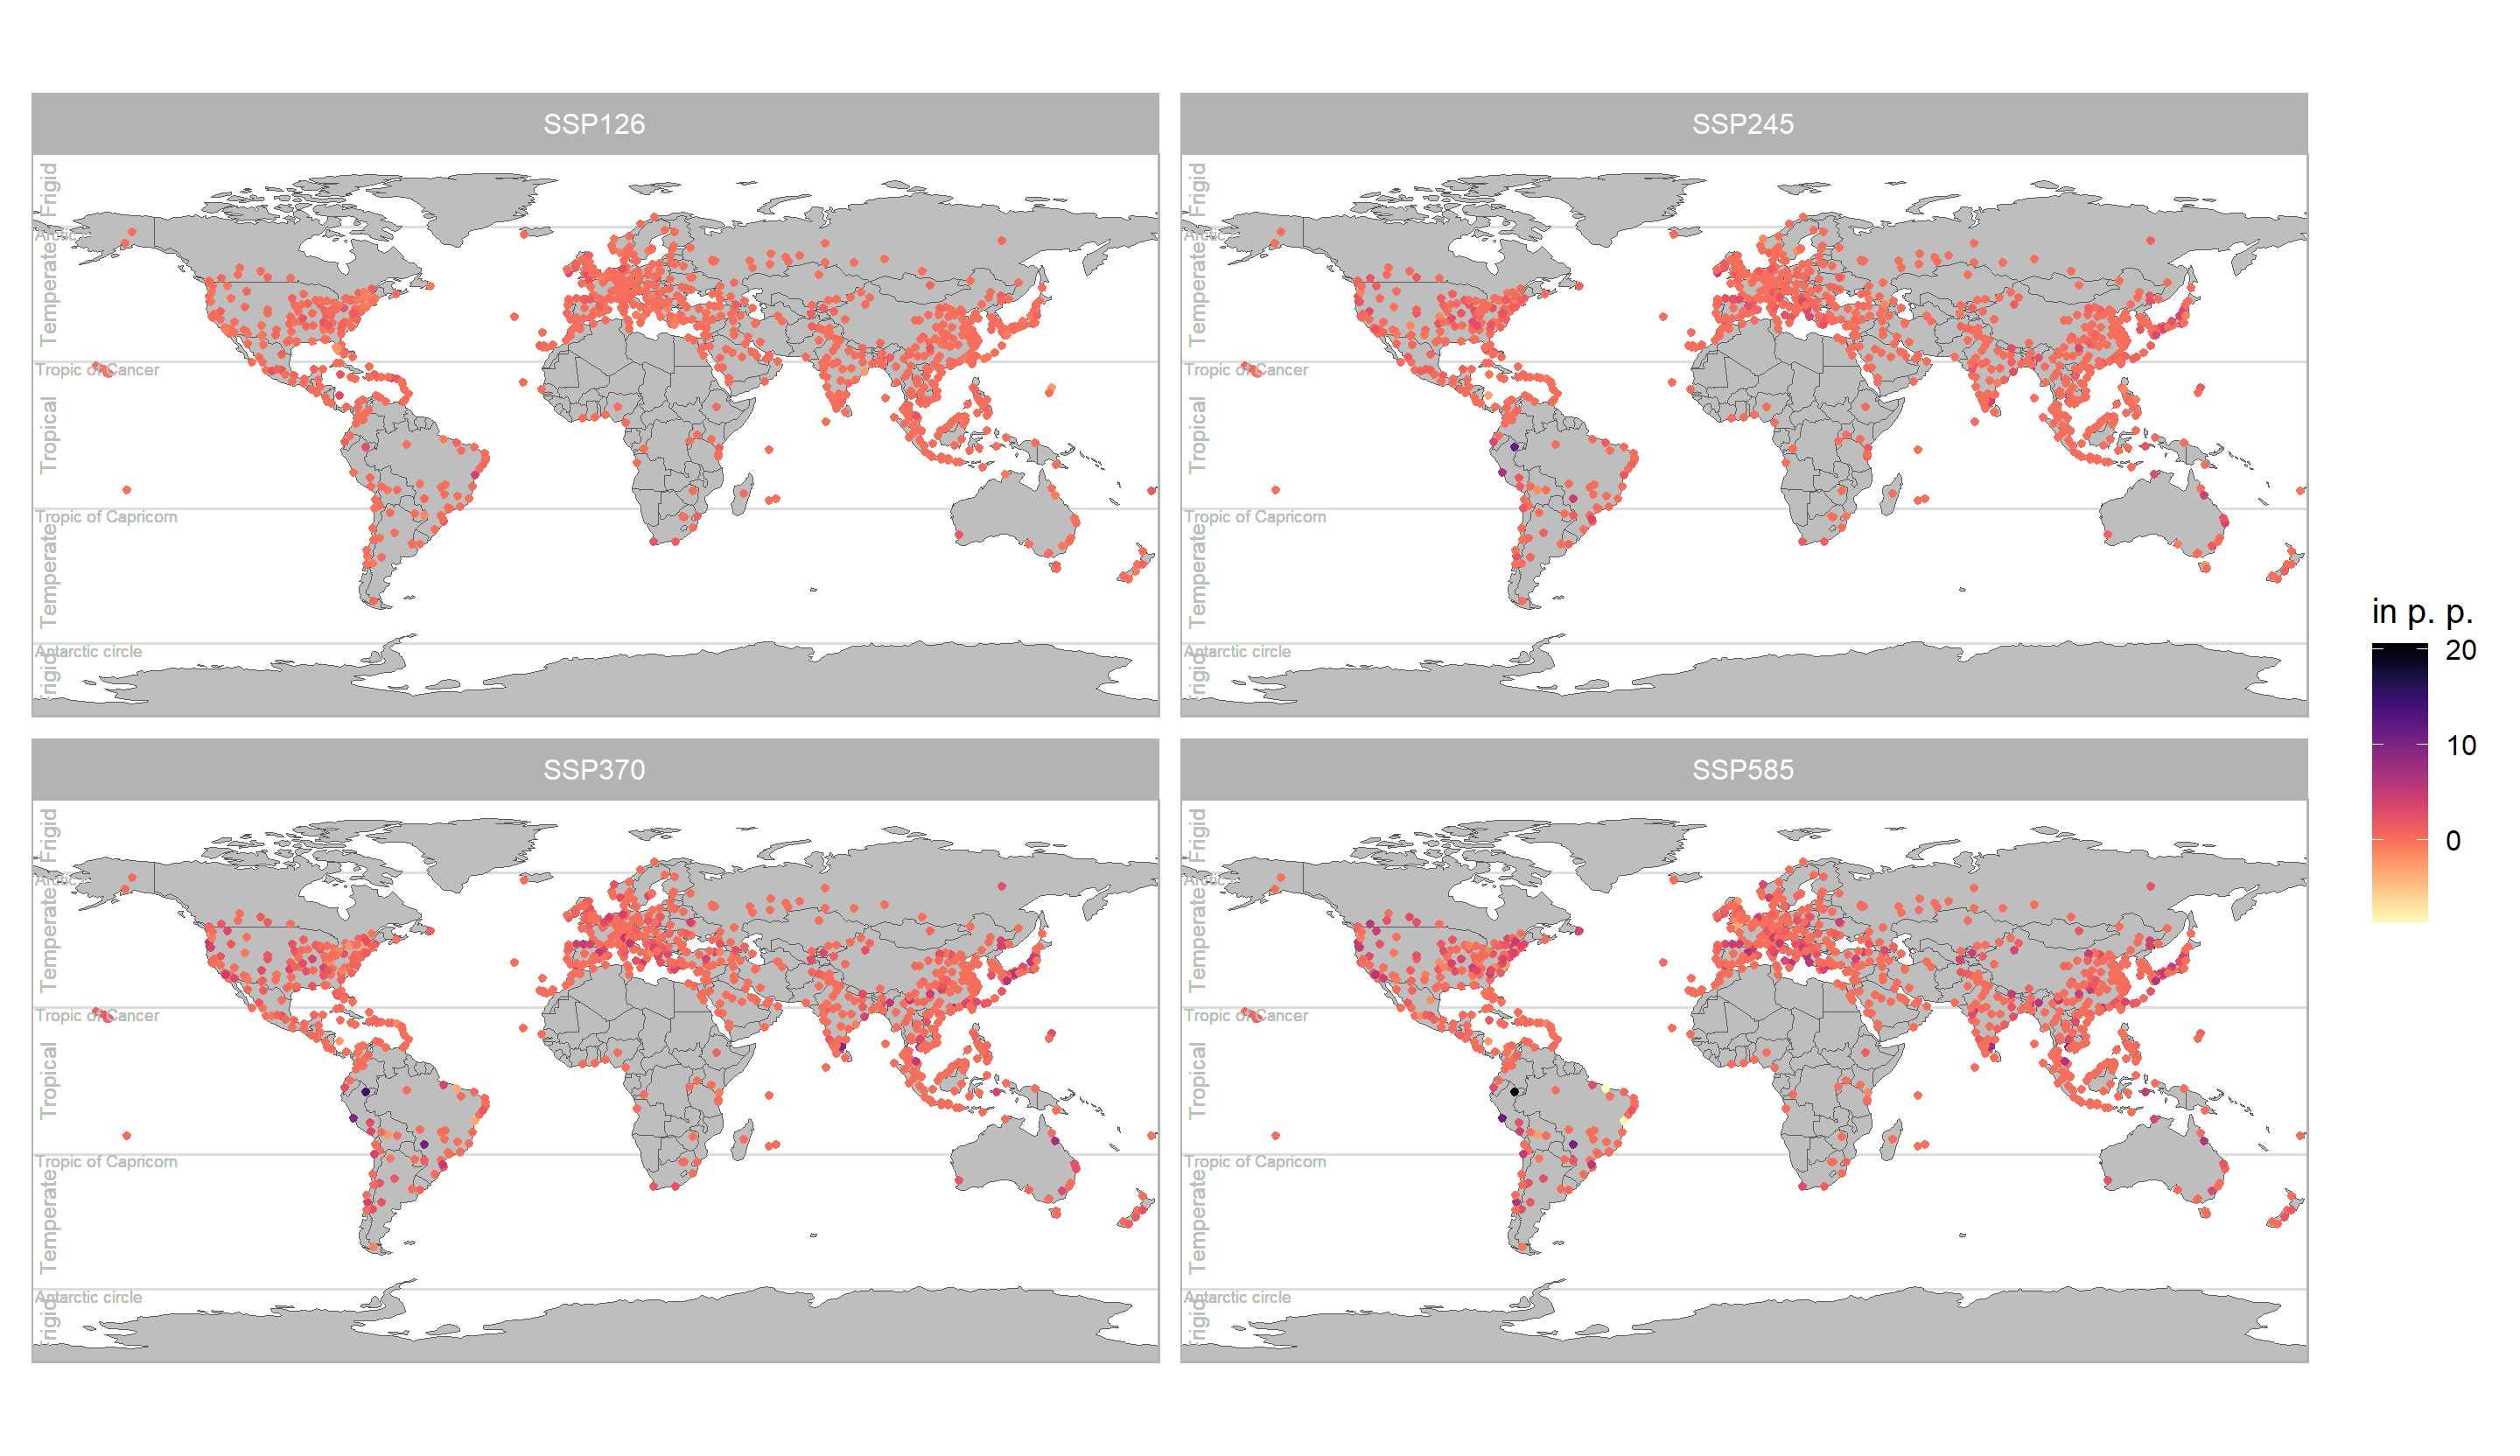 SSP126
SSP245
Frigid
Arctic
Temperate
Tropic of Cancer
Tropical
Tropic of Capricorn
Temperate
Antarctic circle
Frigid
Frigid
Arctic
Temperate
Tropic of Cancer
Tropical
Tropic of Capricorn
Temperate
Antarctic circle
Frigid
SSP370
SSP585
Frigid
Arctic
Temperate
Tropic of Cancer
Tropical
Tropic of Capricorn
Temperate
Antarctic circle
Frigid
Frigid
Arctic
Temperate
Tropic of Cancer
Tropical
Tropic of Capricorn
Temperate
Antarctic circle
Frigid
in p. p.
20
10
0